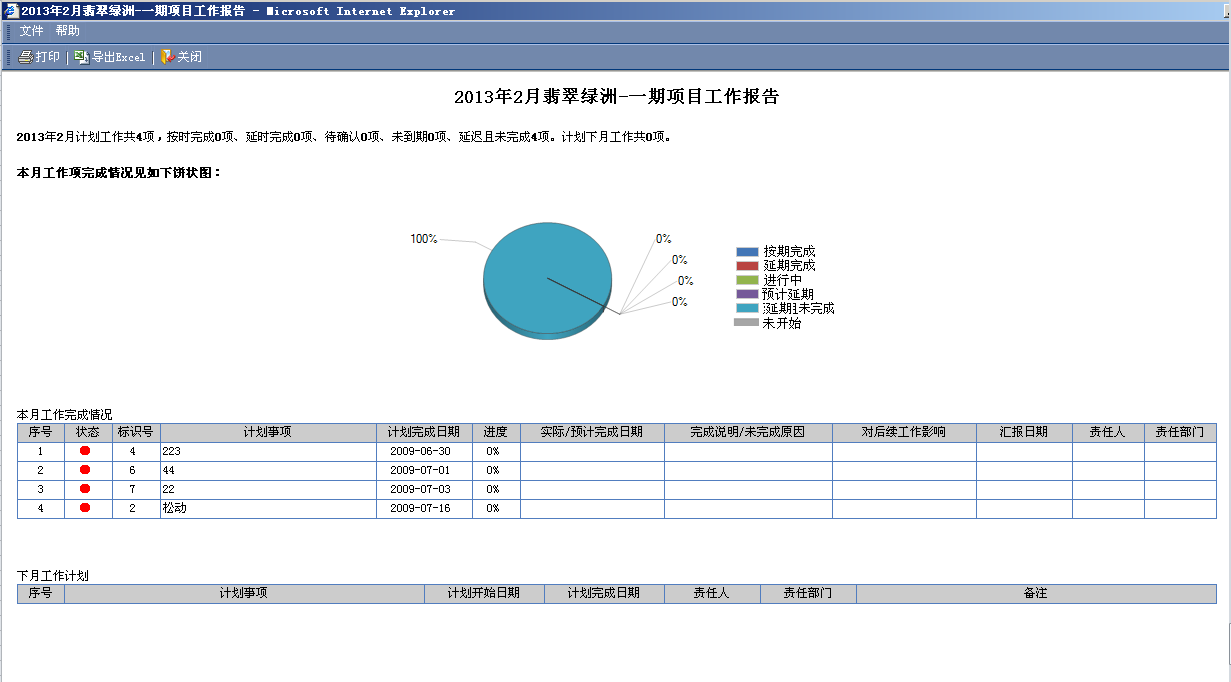 2013年2月翡翠绿洲-一期项目工作报告 - Microsoft Internet Explorer
文件 帮助
打印 | 导出Excel | 关闭
2013年2月翡翠绿洲-一期项目工作报告
2013年2月计划工作共4项，按时完成0项、延时完成0项、待确认0项、未到期0项、延迟且未完成4项。计划下月工作共0项。
本月工作项完成情况见如下饼状图：
100%
0%
0%
0%
0%
按期完成
延期完成
进行中
预计延期
延期且未完成
未开始
本月工作完成情况
序号 状态 标识号 计划事项 计划完成日期 进度 实际/预计完成日期 完成说明/未完成原因 对后续工作影响 汇报日期 责任人 责任部门
1 4 223 2009-06-30 0%
2 6 44 2009-07-01 0%
3 7 22 2009-07-03 0%
4 2 松动 2009-07-16 0%
下月工作计划
序号 计划事项 计划开始日期 计划完成日期 责任人 责任部门 备注